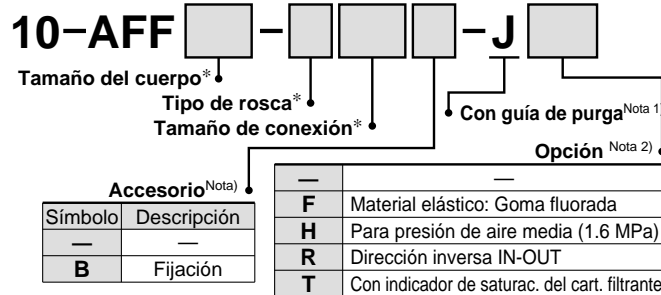 10-AFF - - -J
Tamaño del cuerpo*
Tipo de rosca*
Tamaño de conexión*
Con guía de purga Nota 1)
Opción Nota 2)
Accesorio Nota)
Símbolo Descripción
— —
B Fijación
— —
F Material elástico: Goma fluorada
H Para presión de aire media (1.6 MPa)
R Dirección inversa IN-OUT
T Con indicador de saturac. del cart. filtrante